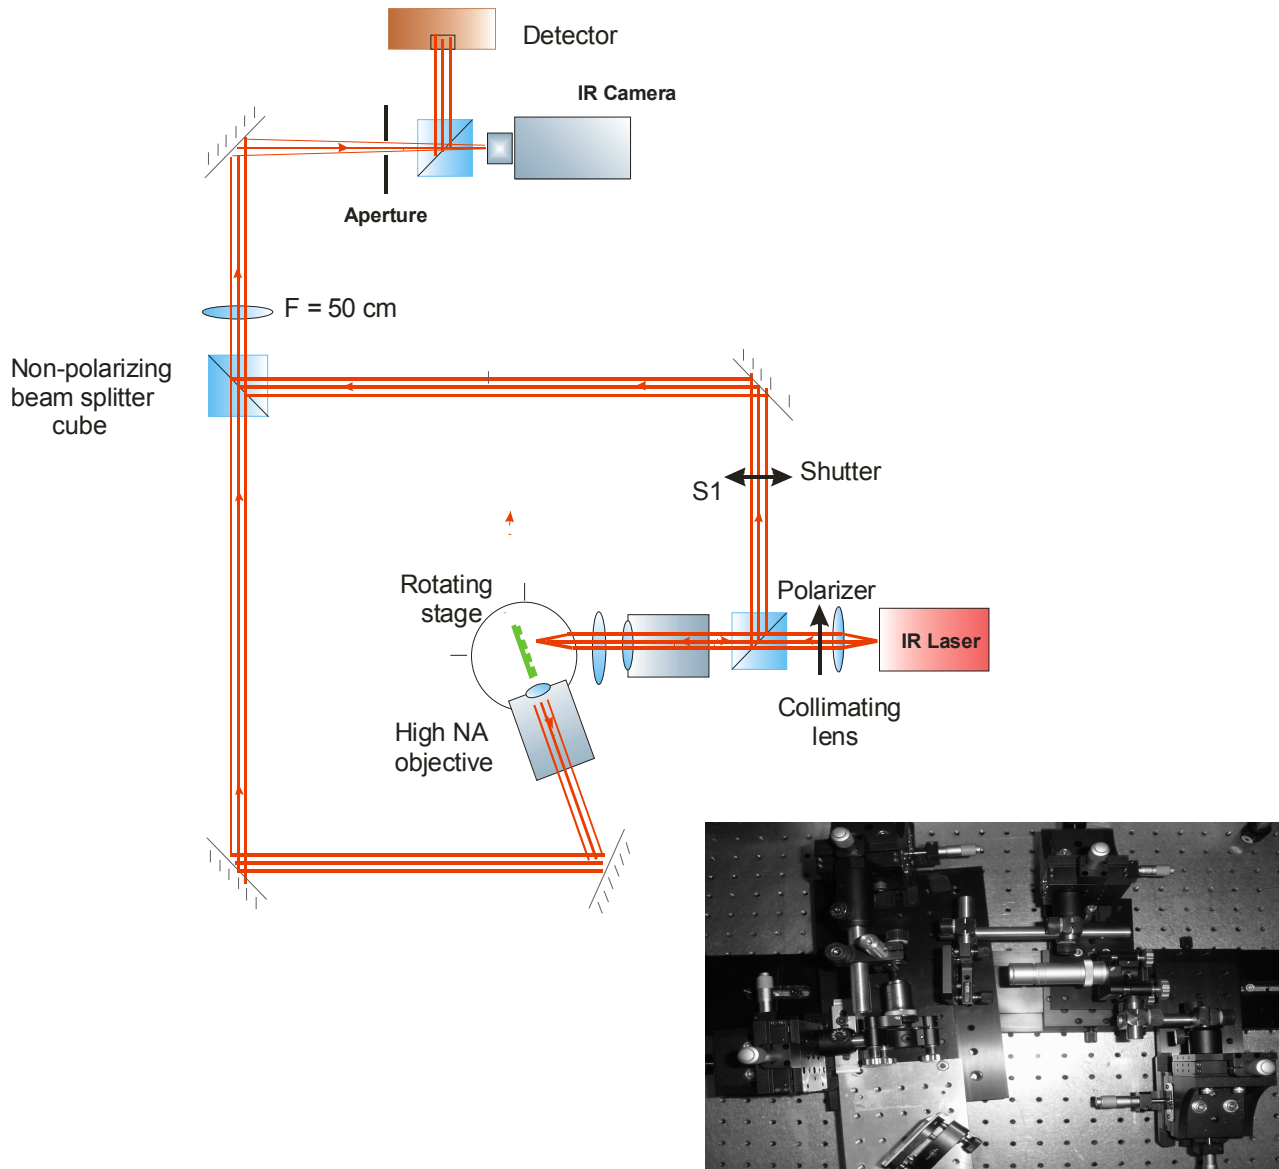 Detector
IR Camera
Aperture
F = 50 cm
Non-polarizing
beam splitter
cube
Shutter
S1
Rotating
stage
Polarizer
IR Laser
Collimating
lens
High NA
objective